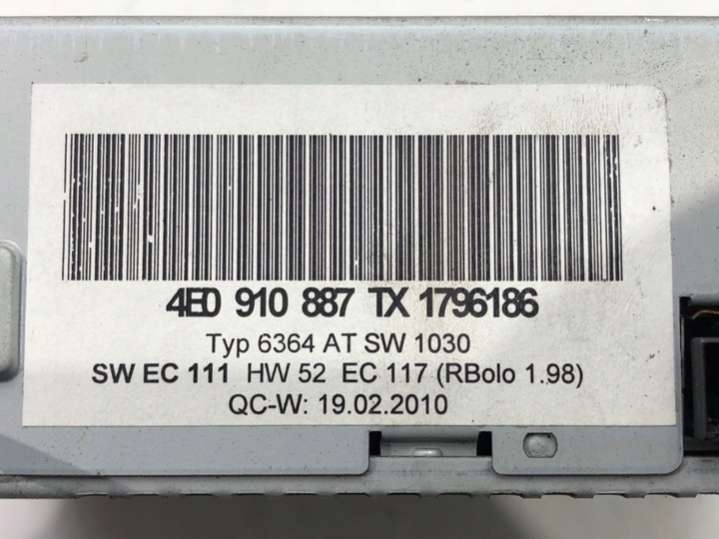 4E0 910 887 TX 1796186
Typ 6364 AT SW 1030
SW EC 111 HW 52 EC 117 (RBolo 1.98)
QC-W: 19.02.2010